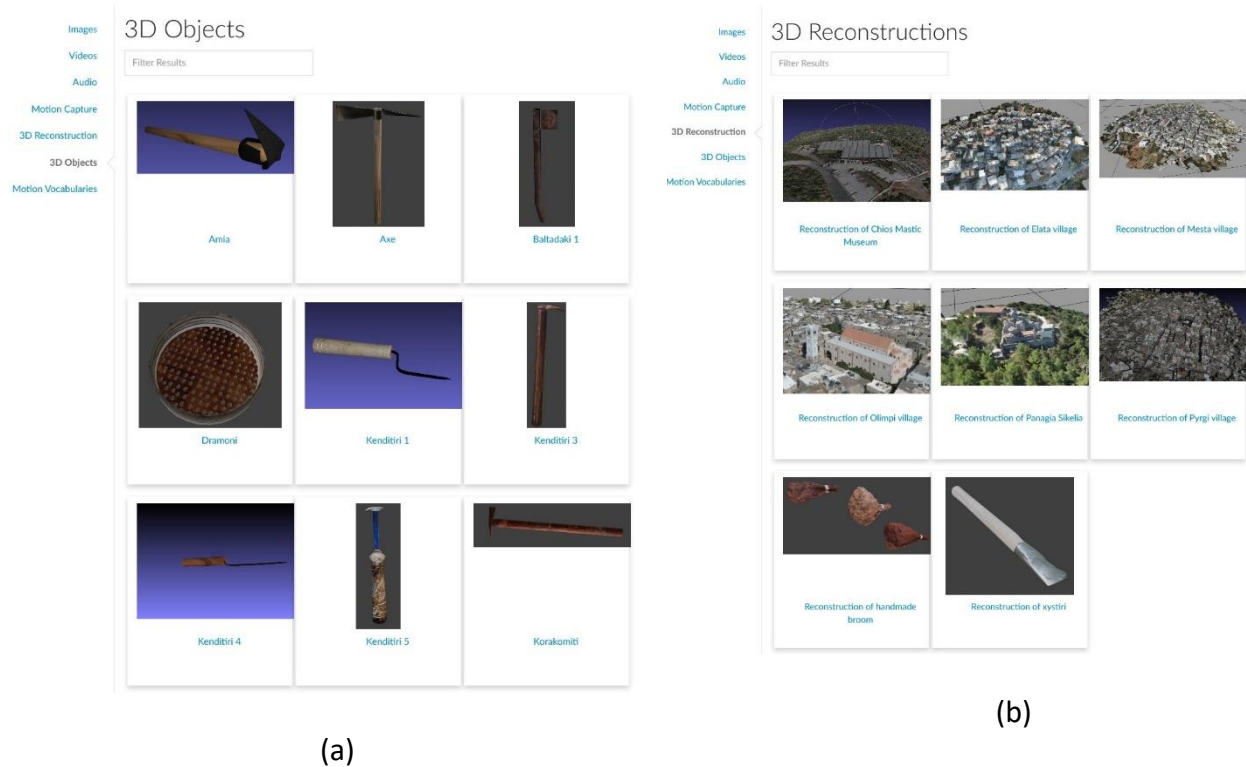 Images
Videos
Audio
Motion Capture
3D Reconstruction
3D Objects
Motion Vocabularies
3D Objects
Filter Results
Amia
Axe
Baltadaki 1
Dramoni
Kenditiri 1
Kenditiri 3
Kenditiri 4
Kenditiri 5
Korakomiti
(a)
Images
Videos
Audio
Motion Capture
3D Reconstruction
3D Objects
Motion Vocabularies
3D Reconstructions
Filter Results
Reconstruction of Chios Mastic
Museum
Reconstruction of Elata village
Reconstruction of Mesta village
Reconstruction of Olimpi village
Reconstruction of Panagia Sikelia
Reconstruction of Pyrgi village
Reconstruction of handmade
broom
Reconstruction of xystiri
(b)